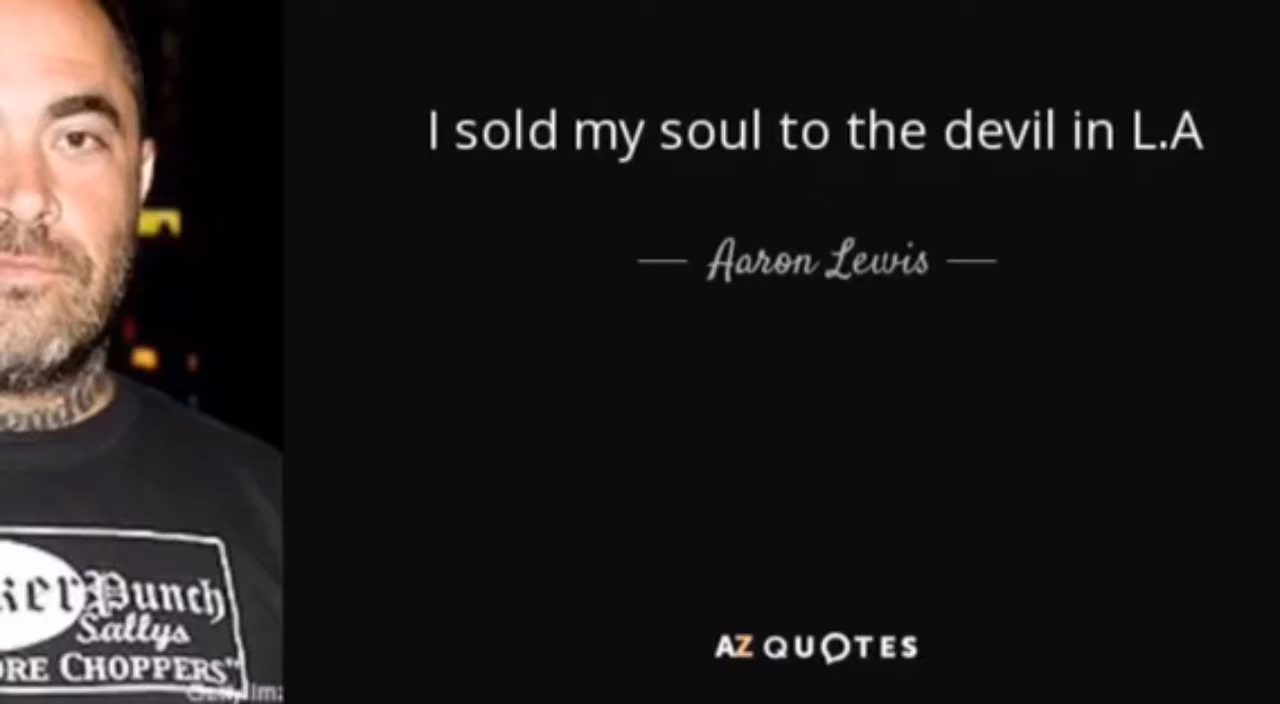 I sold my soul to the devil in L.A
Aaron Lewis
Punch
Sallys
CHOPPERS"
AZ QUOTES